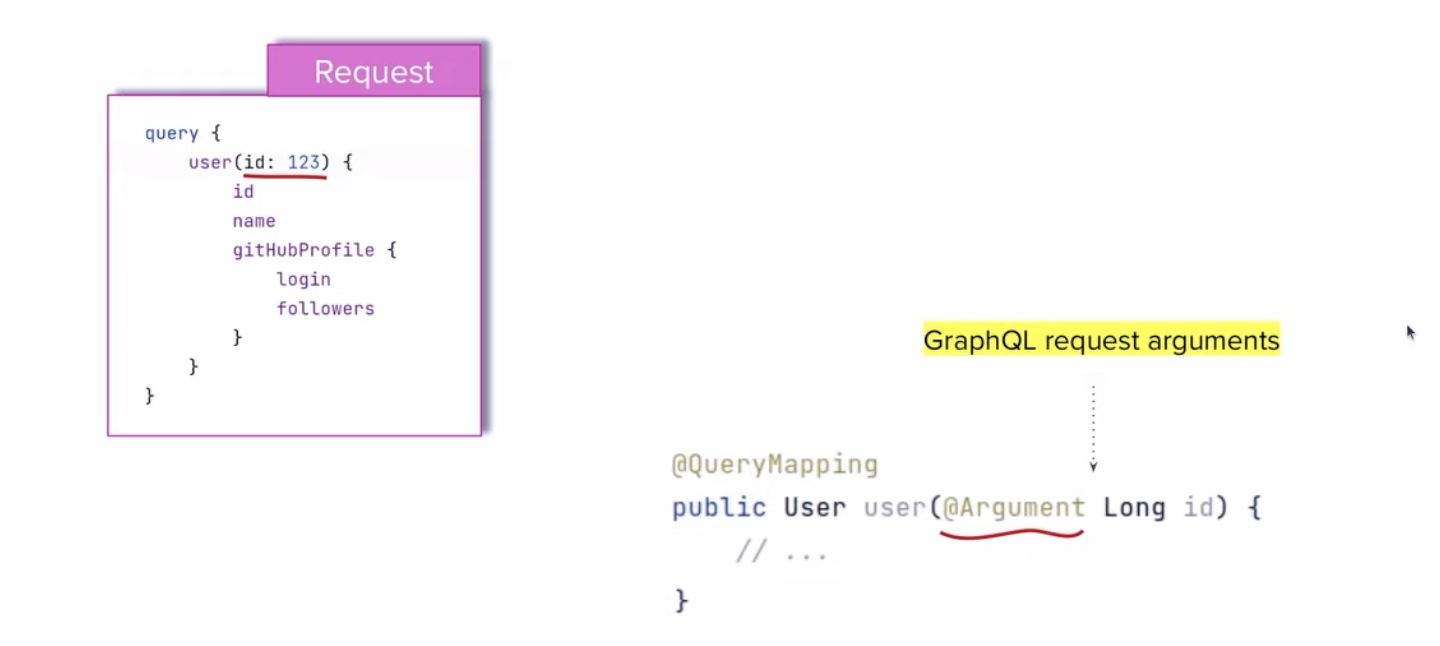 Request
query {
user(id: 123) {
id
name
gitHubProfile {
login
followers
}
}
}
GraphQL request arguments
@QueryMapping
public User user(@Argument Long id) {
// ...
}